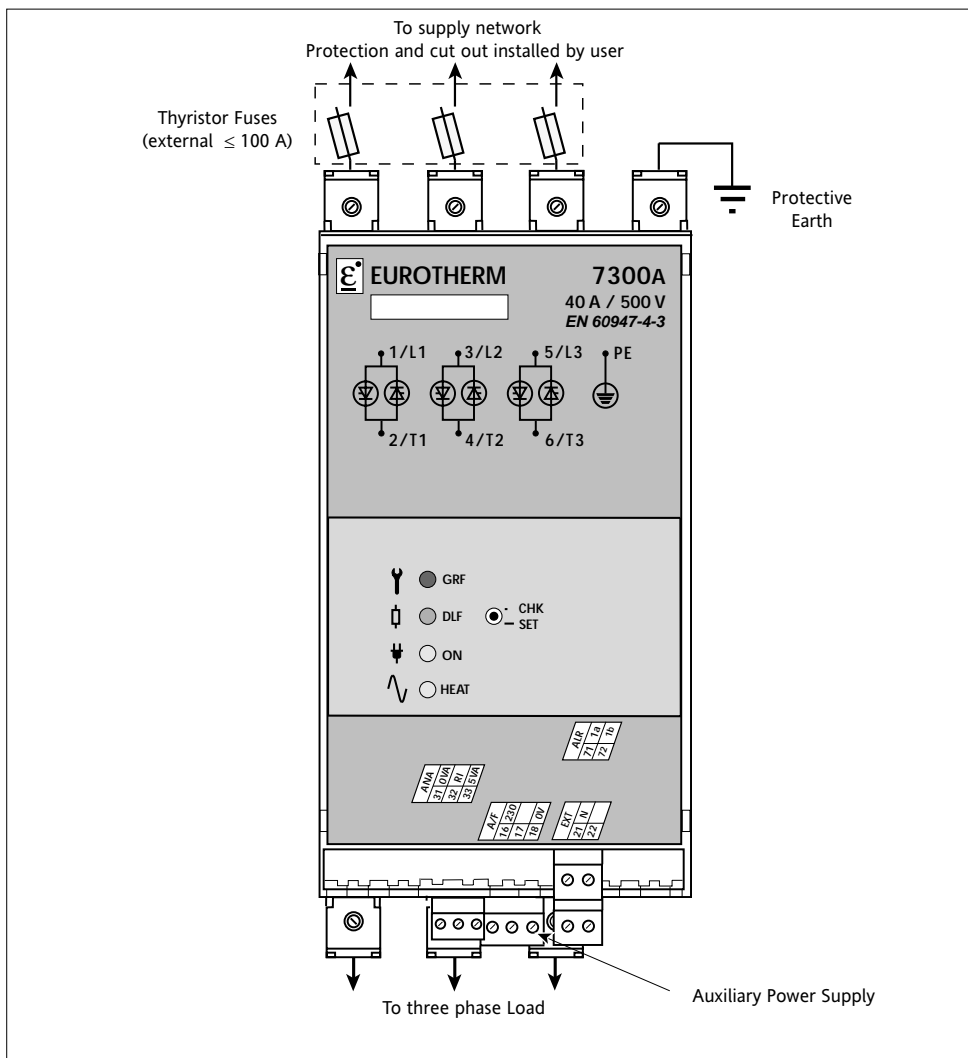 To supply network
Protection and cut out installed by user
Thyristor Fuses
(external ≤ 100 A)
Protective
Earth
ε EUROTHERM 7300A
40 A / 500 V
EN 60947-4-3
1/L1 3/L2 5/L3 PE
2/T1 4/T2 6/T3
GRF
DLF
CHK
SET
ON
HEAT
ALR
71 1a
72 1b
ANA
31 0VA
32 RI
33 5VA
A/F
16 230
17
18 0V
EXT
21 N
22
To three phase Load
Auxiliary Power Supply